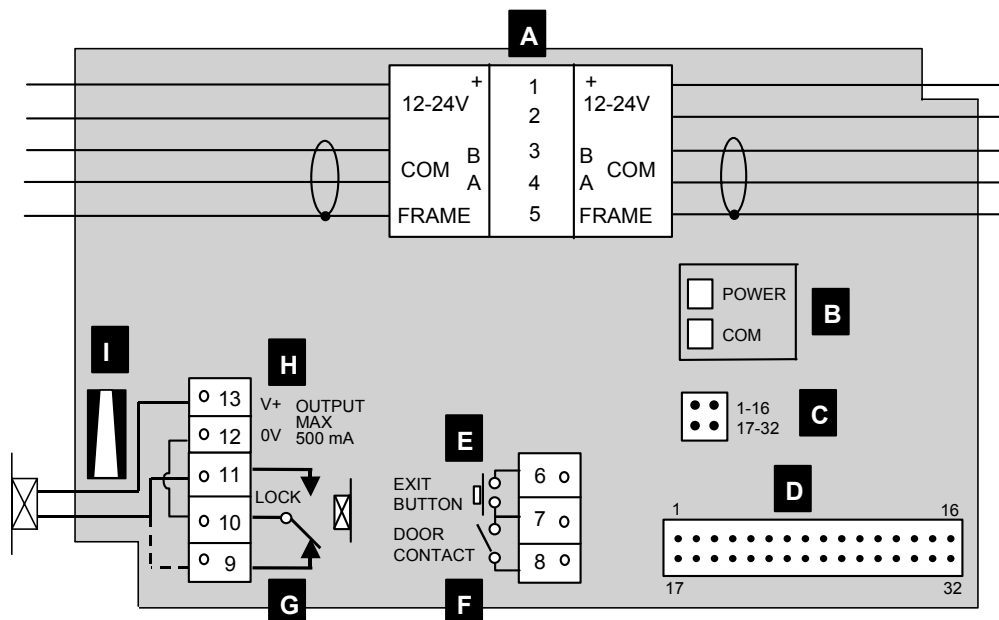 A
+ 1 +
12-24V 12-24V
2
B 3 B
COM COM
A 4 A
FRAME 5 FRAME
POWER
COM
B
I
H
13 V+ OUTPUT
MAX
12 0V 500 mA
11
LOCK
10
9
G
1-16
17-32
C
E
EXIT
BUTTON
DOOR
CONTACT
6
7
8
F
D
1 16
17 32